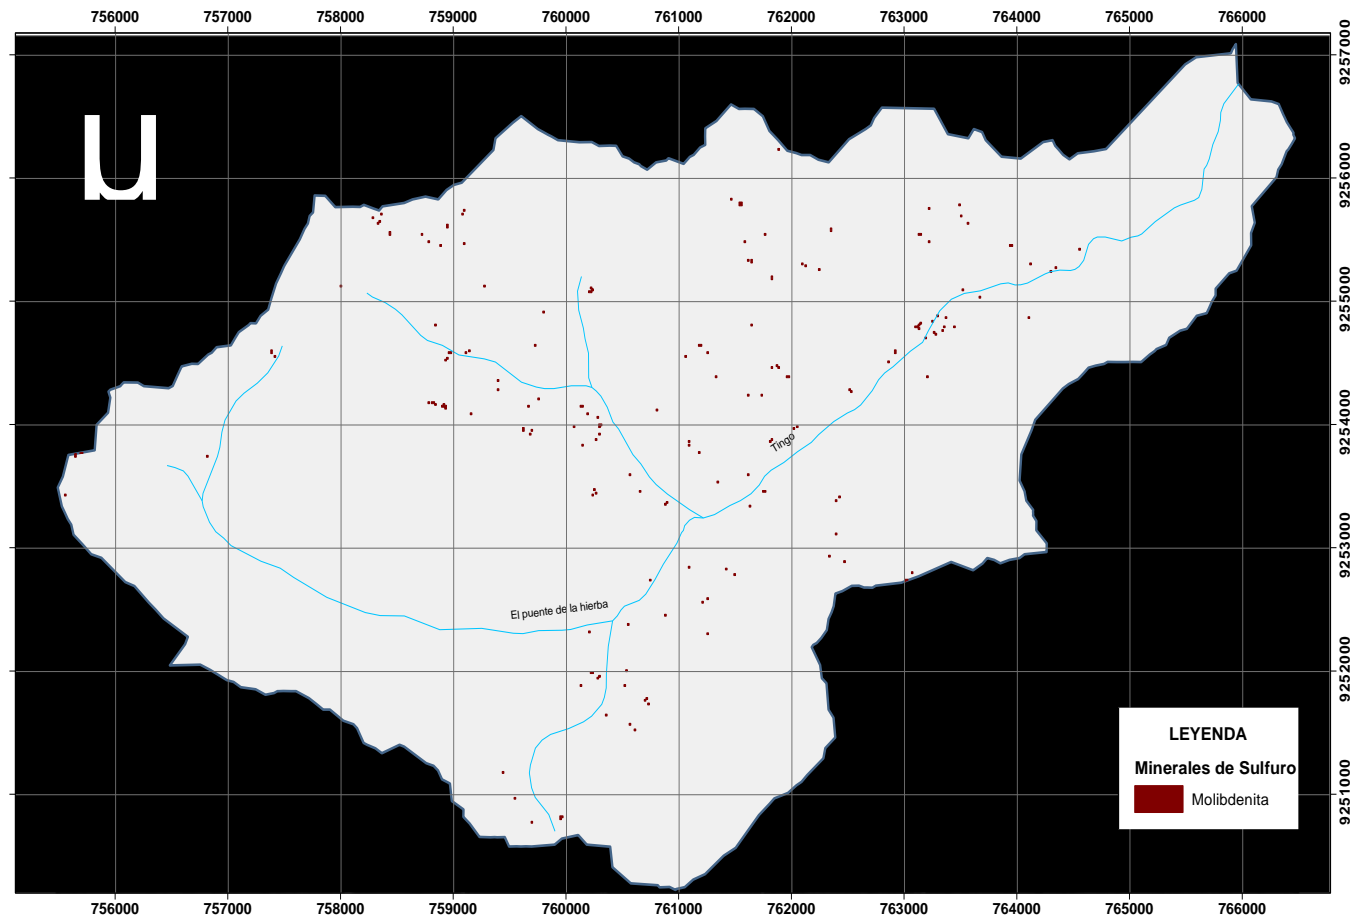 756000 757000 758000 759000 760000 761000 762000 763000 764000 765000 766000
9257000
9256000
9255000
9254000
9253000
9252000
9251000
u
Tingo
El puente de la hierba
LEYENDA
Minerales de Sulfuro
Molibdenita
756000 757000 758000 759000 760000 761000 762000 763000 764000 765000 766000